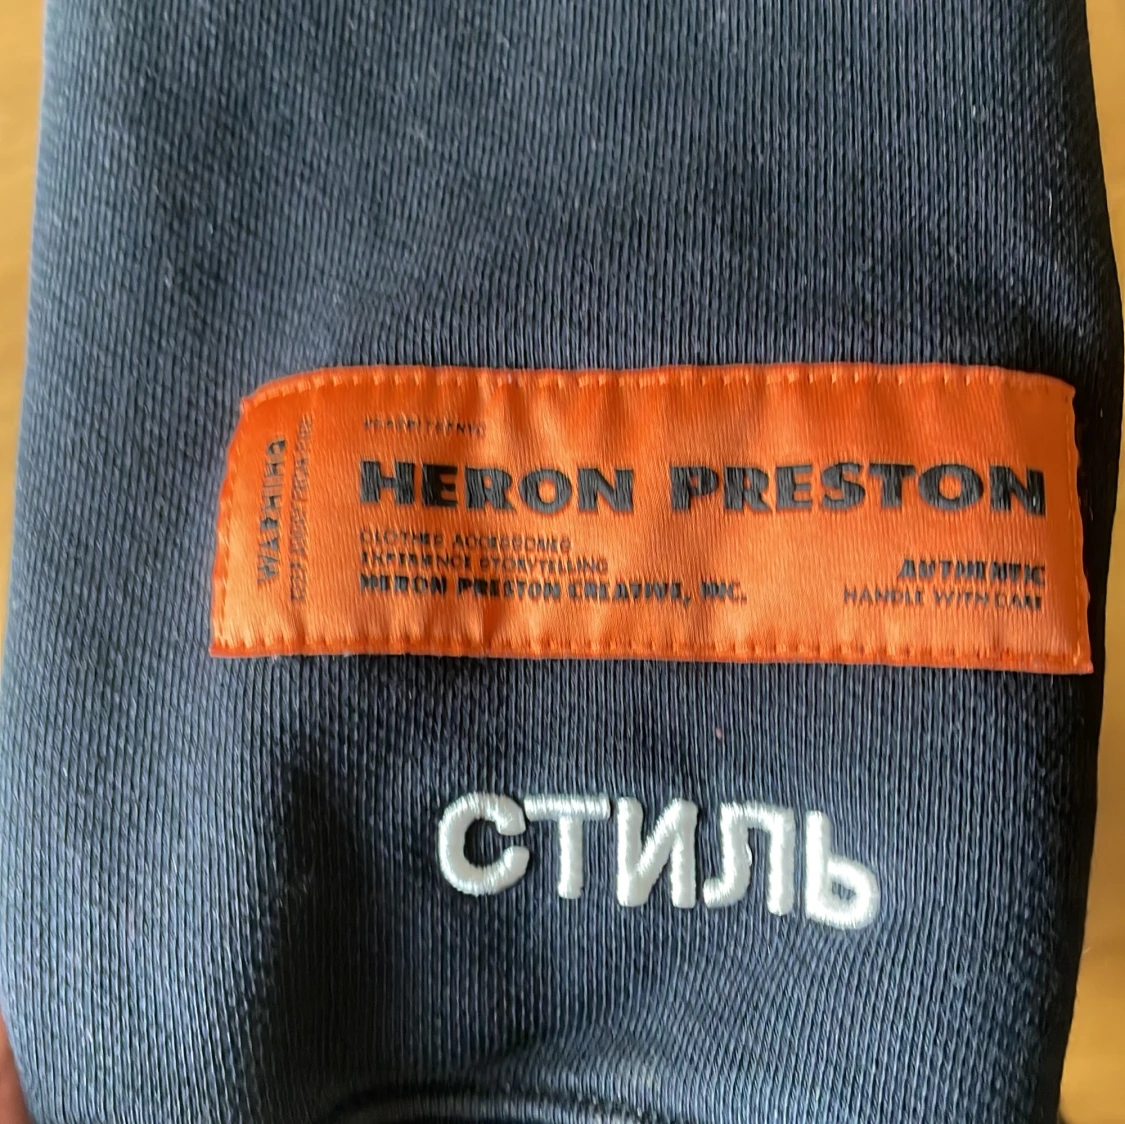 WARNING
HERON PRESTON
CLOTHES ACCESSORIES
EXPERIENCE STORYTELLING
HERON PRESTON CREATIVE, INC.
AUTHENTIC
HANDLE WITH CARE
СТИЛЬ